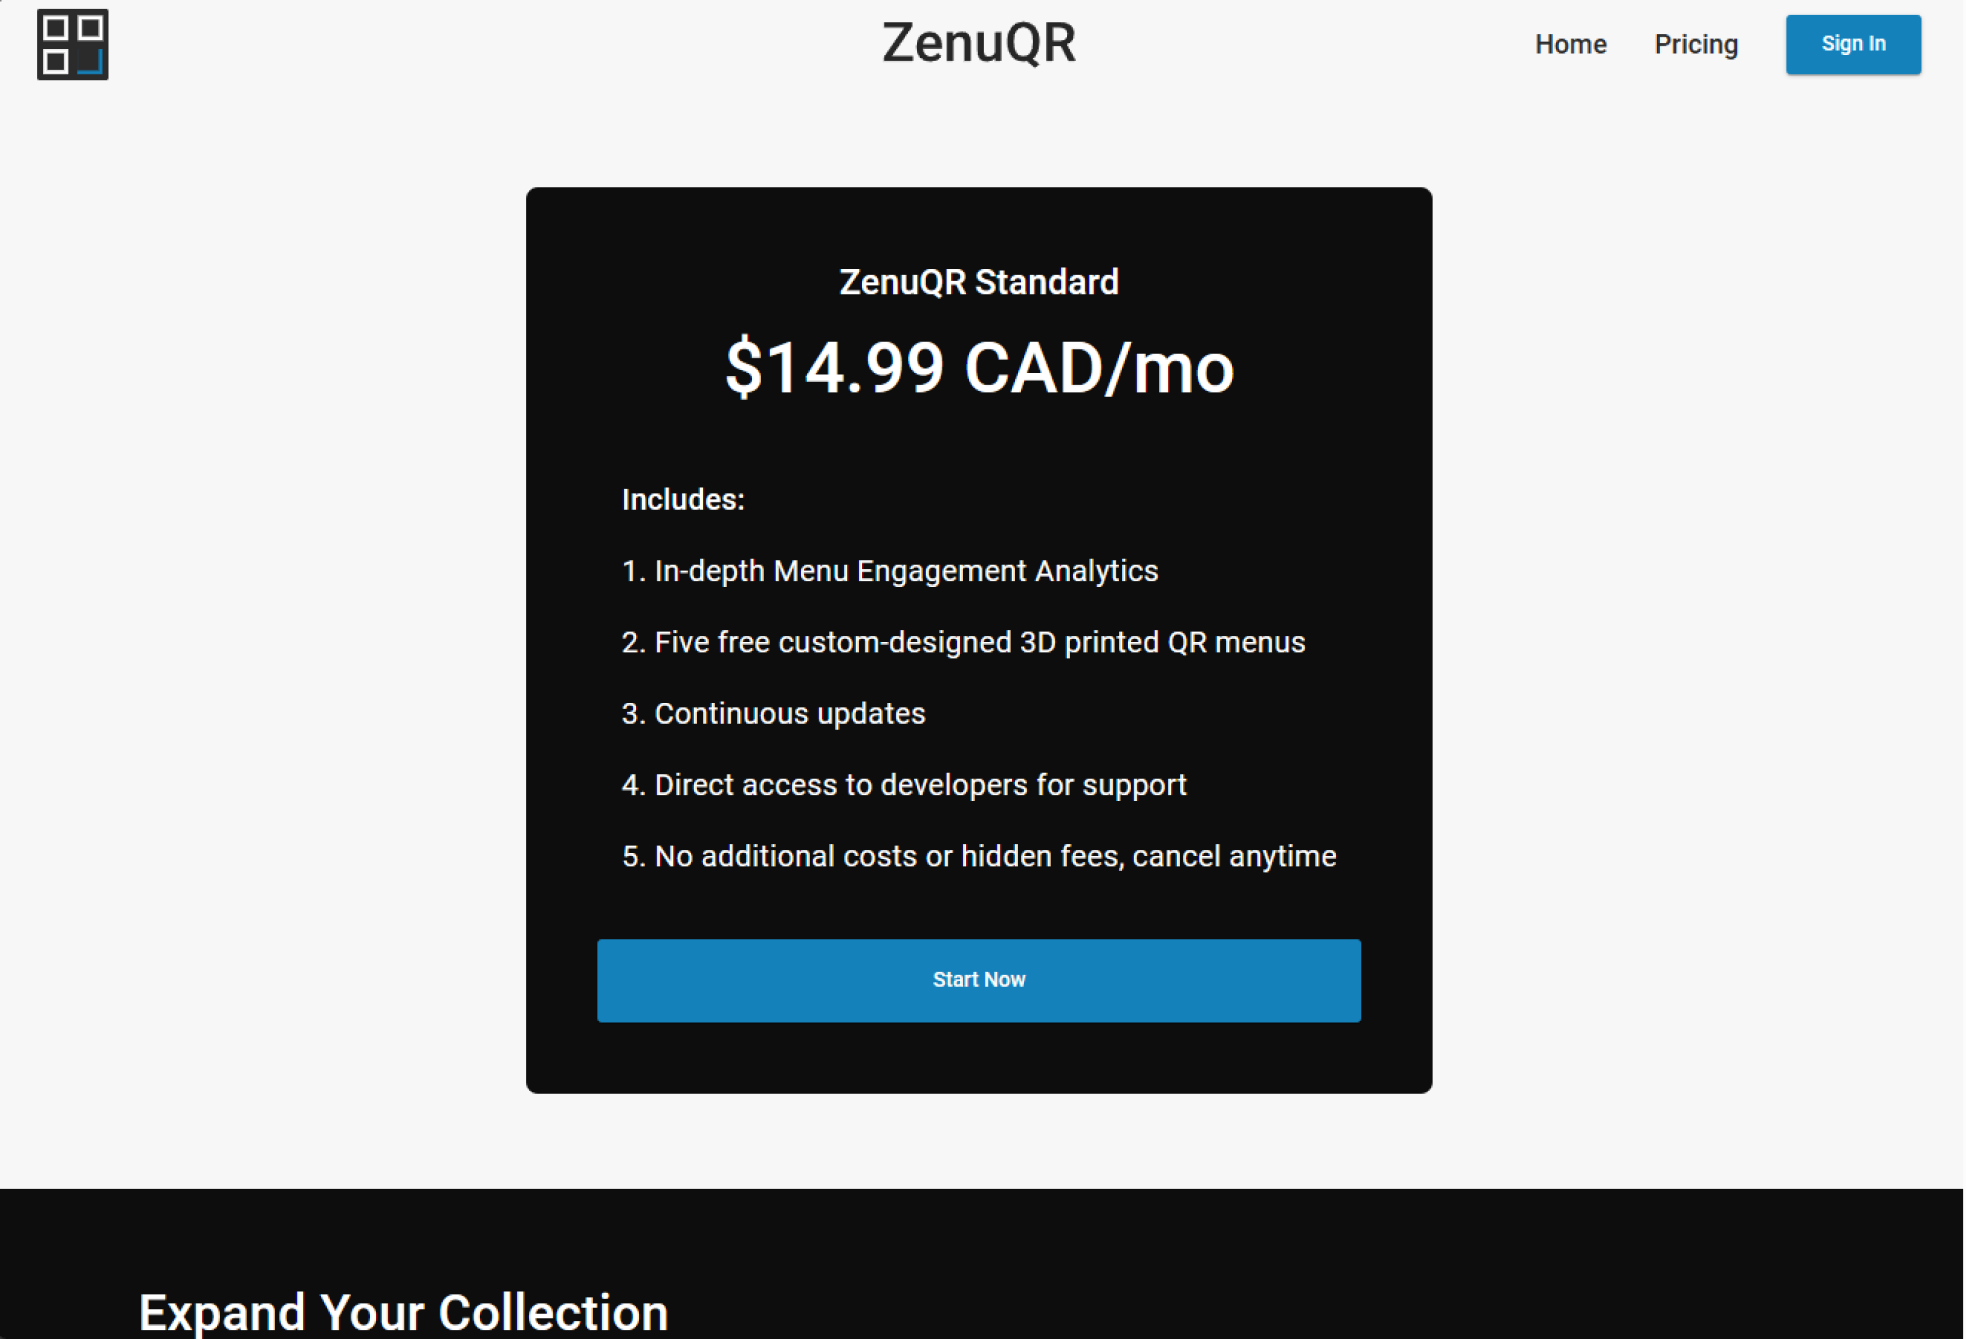 ZenuQR
Home
Pricing
Sign In
ZenuQR Standard
$14.99 CAD/mo
Includes:
1. In-depth Menu Engagement Analytics
2. Five free custom-designed 3D printed QR menus
3. Continuous updates
4. Direct access to developers for support
5. No additional costs or hidden fees, cancel anytime
Start Now
Expand Your Collection